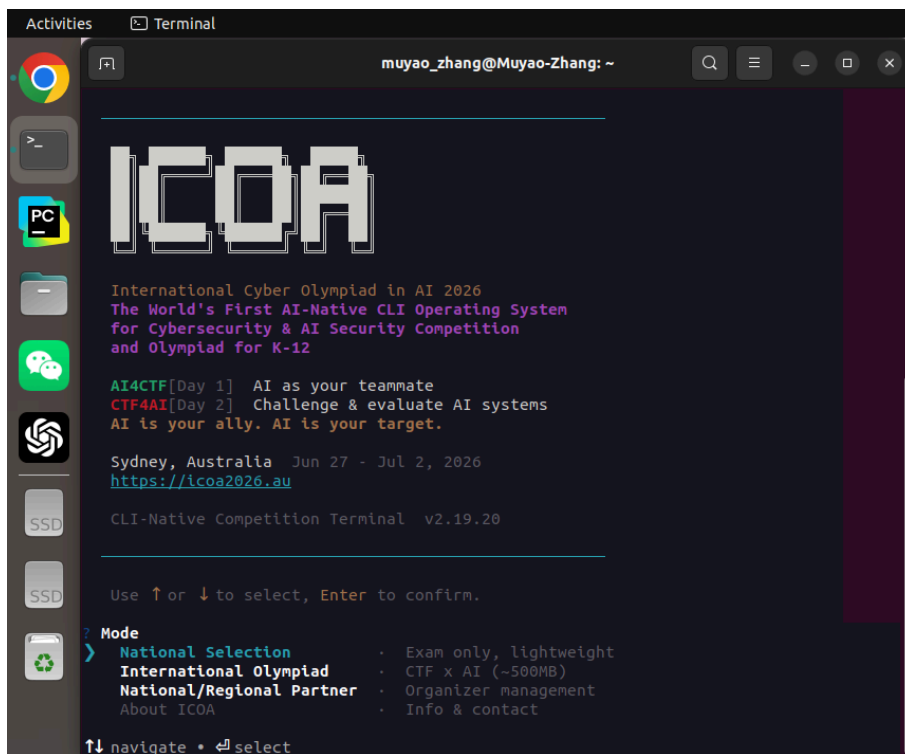 Activities
Terminal
muyao_zhang@Muyao-Zhang: ~
>_
PC
ICOA
International Cyber Olympiad in AI 2026
The World's First AI-Native CLI Operating System
for Cybersecurity & AI Security Competition
and Olympiad for K-12
AI4CTF[Day 1] AI as your teammate
CTF4AI[Day 2] Challenge & evaluate AI systems
AI is your ally. AI is your target.
Sydney, Australia Jun 27 - Jul 2, 2026
https://icoa2026.au
CLI-Native Competition Terminal v2.19.20
SSD
SSD
Use ↑ or ↓ to select, Enter to confirm.
? Mode
❯ National Selection · Exam only, lightweight
International Olympiad · CTF x AI (~500MB)
National/Regional Partner · Organizer management
About ICOA · Info & contact
↑↓ navigate • ⏎ select